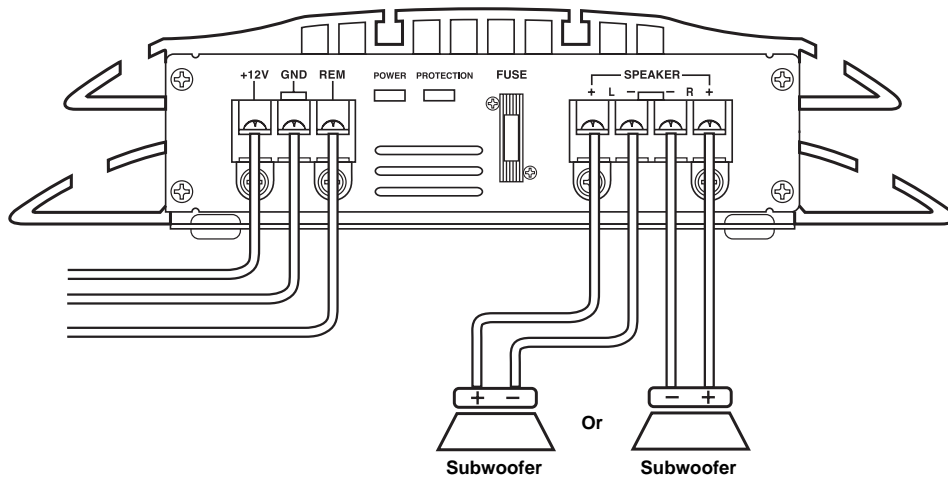 +12V GND REM POWER PROTECTION FUSE SPEAKER
+ L − − R +
+ − − +
Or
Subwoofer Subwoofer